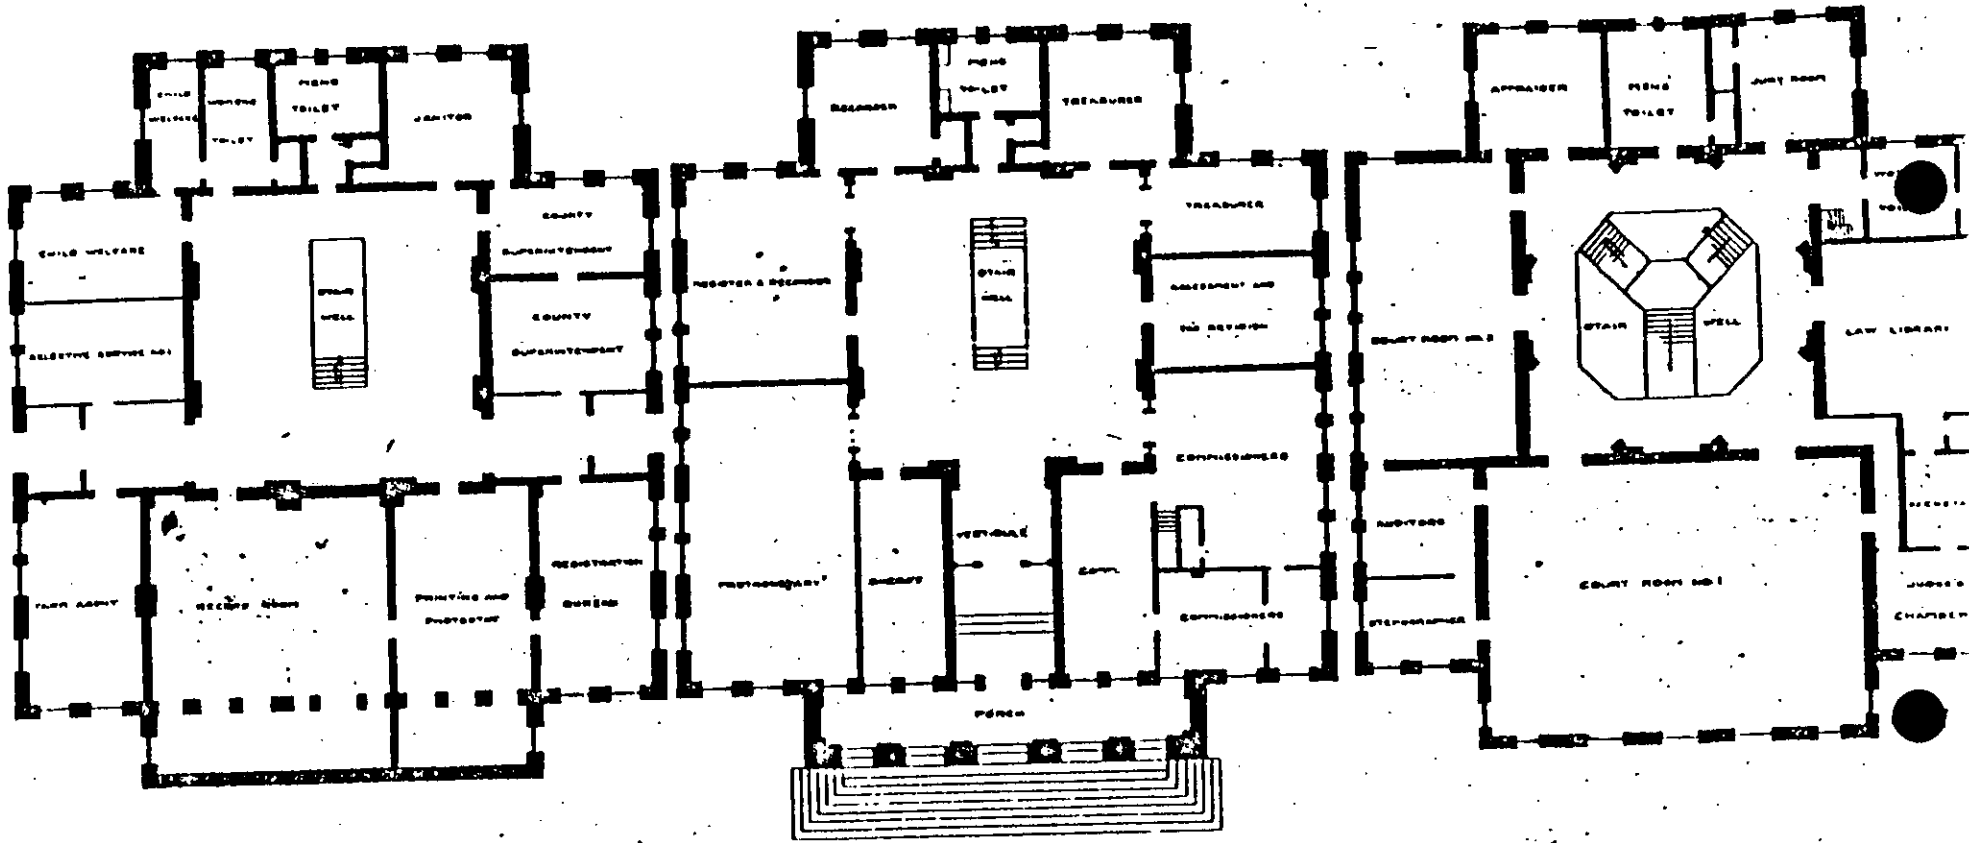 CHILD
WELFARE
WOMENS
TOILET
MENS
TOILET
JANITOR
CHILD WELFARE
SELECTIVE SERVICE NO.1
STAIR
WELL
COUNTY
SUPERINTENDENT
COUNTY
SUPERINTENDENT
FARM AGENT
RECORD ROOM
PRINTING AND
PHOTOSTAT
REGISTRATION
BUREAU
RECORDER
MENS
TOILET
TREASURER
REGISTER & RECORDER
STAIR
WELL
TREASURER
ASSESSMENT AND
TAX REVISION
COMMISSIONERS
PROTHONOTARY
SHERIFF
VESTIBULE
COMM.
COMMISSIONERS
PORCH
APPRAISER
MENS
TOILET
JURY ROOM
COURT ROOM NO.2
STAIR
WELL
LAW LIBRARY
AUDITORS
STENOGRAPHER
COURT ROOM NO.1
JUDGE'S
CHAMBER